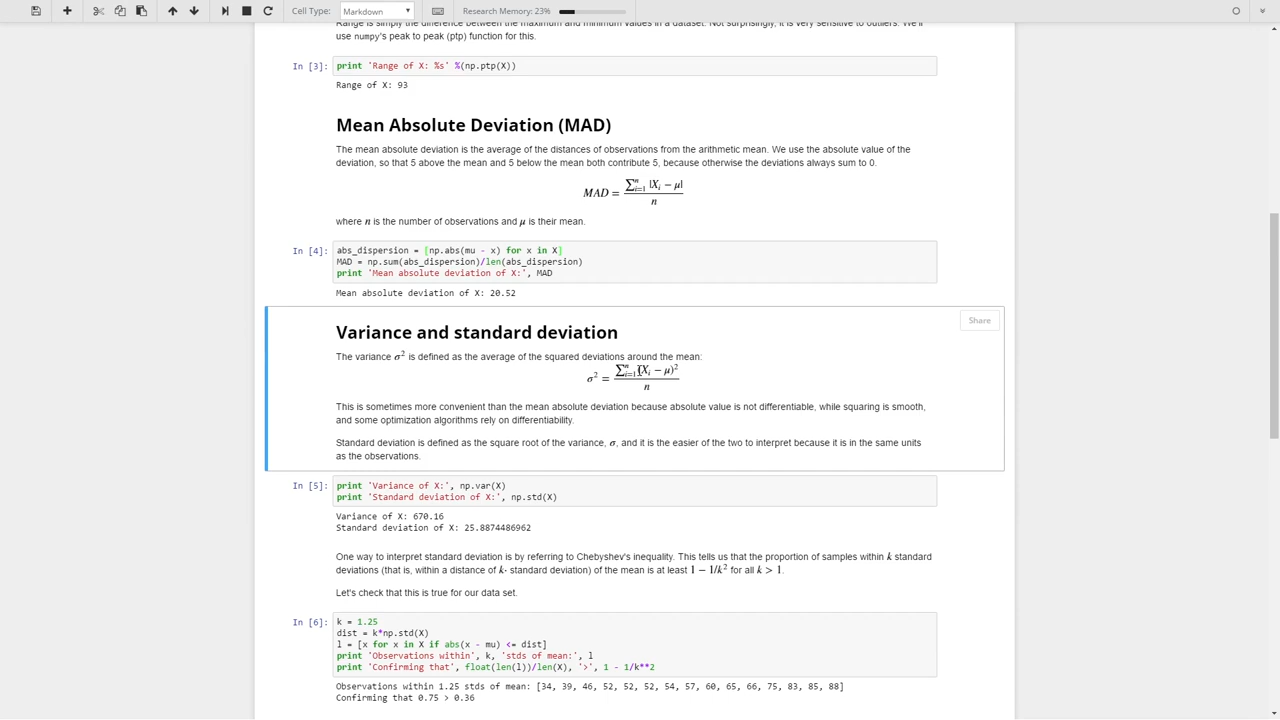 Cell Type: Markdown Research Memory: 23%
Range is simply the difference between the maximum and minimum values in a dataset. Not surprisingly, it is very sensitive to outliers. We'll
use numpy's peak to peak (ptp) function for this.
In [3]: print 'Range of X: %s' %(np.ptp(X))
Range of X: 93
Mean Absolute Deviation (MAD)
The mean absolute deviation is the average of the distances of observations from the arithmetic mean. We use the absolute value of the
deviation, so that 5 above the mean and 5 below the mean both contribute 5, because otherwise the deviations always sum to 0.
MAD = ∑ⁿᵢ₌₁ |Xᵢ − μ| / n
where n is the number of observations and μ is their mean.
In [4]: abs_dispersion = [np.abs(mu - x) for x in X]
MAD = np.sum(abs_dispersion)/len(abs_dispersion)
print 'Mean absolute deviation of X:', MAD
Mean absolute deviation of X: 20.52
Share
Variance and standard deviation
The variance σ² is defined as the average of the squared deviations around the mean:
σ² = ∑ⁿᵢ₌₁ (Xᵢ − μ)² / n
This is sometimes more convenient than the mean absolute deviation because absolute value is not differentiable, while squaring is smooth,
and some optimization algorithms rely on differentiability.
Standard deviation is defined as the square root of the variance, σ, and it is the easier of the two to interpret because it is in the same units
as the observations.
In [5]: print 'Variance of X:', np.var(X)
print 'Standard deviation of X:', np.std(X)
Variance of X: 670.16
Standard deviation of X: 25.8874486962
One way to interpret standard deviation is by referring to Chebyshev's inequality. This tells us that the proportion of samples within k standard
deviations (that is, within a distance of k· standard deviation) of the mean is at least 1 − 1/k² for all k > 1.
Let's check that this is true for our data set.
In [6]: k = 1.25
dist = k*np.std(X)
l = [x for x in X if abs(x - mu) <= dist]
print 'Observations within', k, 'stds of mean:', l
print 'Confirming that', float(len(l))/len(X), '>', 1 - 1/k**2
Observations within 1.25 stds of mean: [34, 39, 46, 52, 52, 52, 54, 57, 60, 65, 66, 75, 83, 85, 88]
Confirming that 0.75 > 0.36